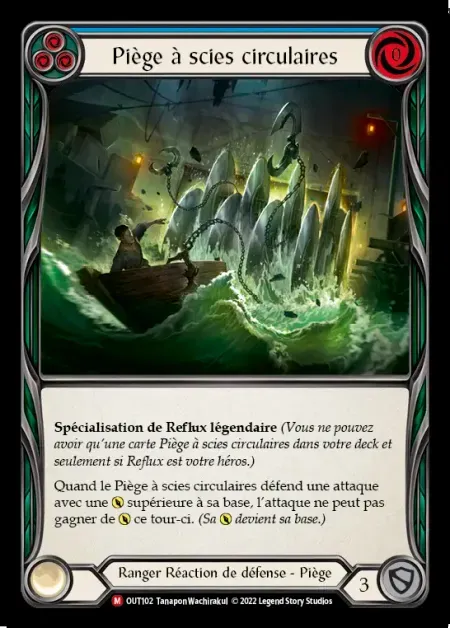 Piège à scies circulaires
0
Spécialisation de Reflux légendaire (Vous ne pouvez
avoir qu'une carte Piège à scies circulaires dans votre deck et
seulement si Reflux est votre héros.)
Quand le Piège à scies circulaires défend une attaque
avec une supérieure à sa base, l'attaque ne peut pas
gagner de ce tour-ci. (Sa devient sa base.)
Ranger Réaction de défense - Piège
3
M OUT102 Tanapon Wachirakul © 2022 Legend Story Studios